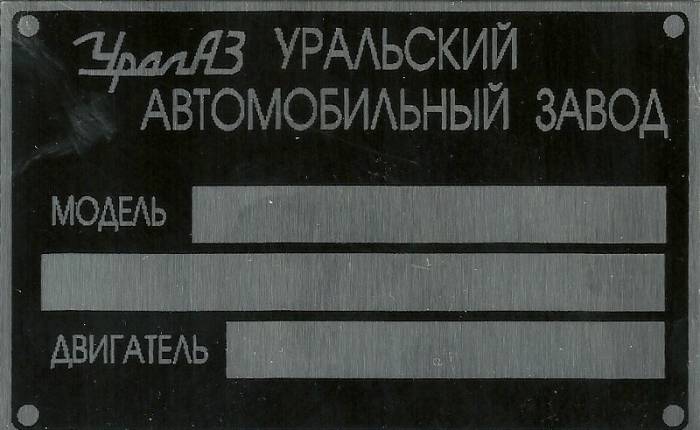 УралАЗ УРАЛЬСКИЙ
АВТОМОБИЛЬНЫЙ ЗАВОД
МОДЕЛЬ
ДВИГАТЕЛЬ